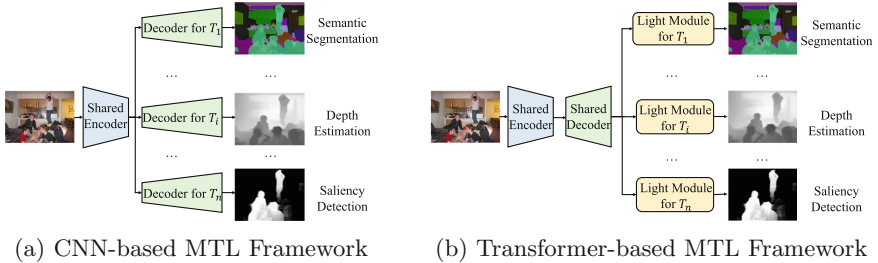 Shared
Encoder
Decoder for T₁
Semantic
Segmentation
...
...
Decoder for Tᵢ
Depth
Estimation
...
...
Decoder for Tₙ
Saliency
Detection
(a) CNN-based MTL Framework
Shared
Encoder
Shared
Decoder
Light Module
for T₁
Semantic
Segmentation
...
...
Light Module
for Tᵢ
Depth
Estimation
...
...
Light Module
for Tₙ
Saliency
Detection
(b) Transformer-based MTL Framework